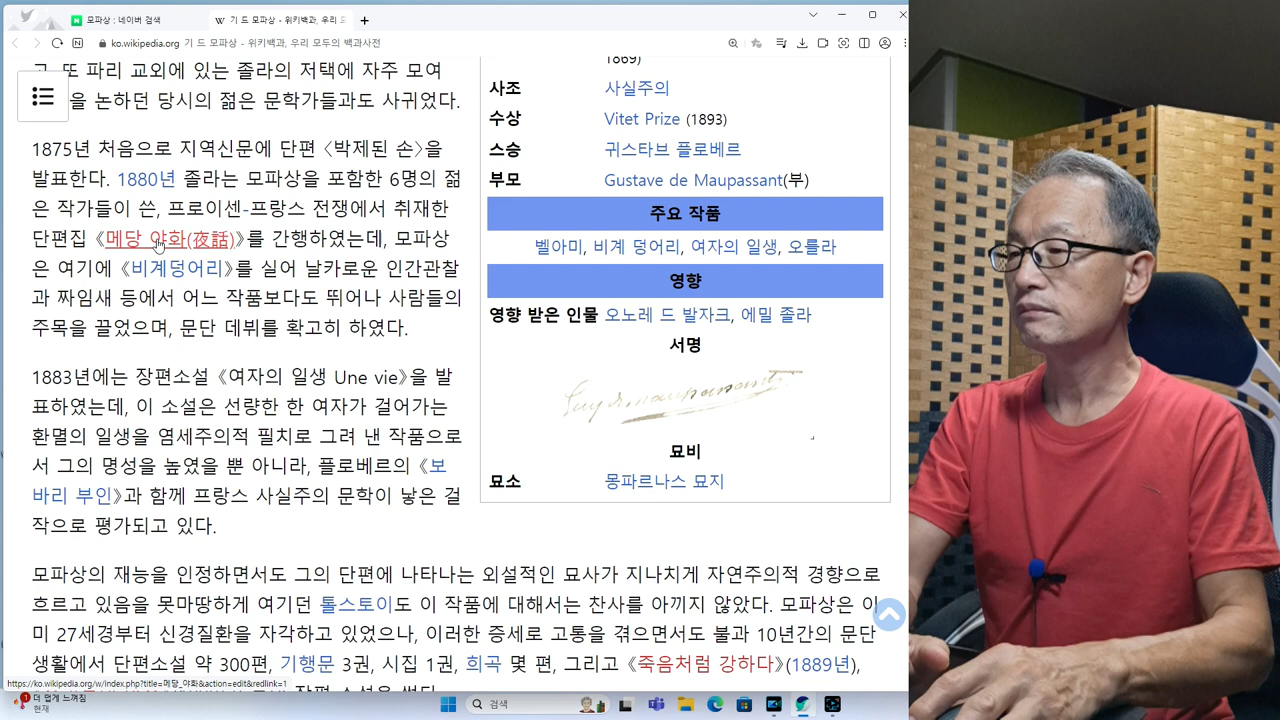 모파상 : 네이버 검색
기 드 모파상 - 위키백과, 우리 모
ko.wikipedia.org 기 드 모파상 - 위키백과, 우리 모두의 백과사전
고, 또 파리 교외에 있는 졸라의 저택에 자주 모여
을 논하던 당시의 젊은 문학가들과도 사귀었다.
1875년 처음으로 지역신문에 단편 〈박제된 손〉을
발표한다. 1880년 졸라는 모파상을 포함한 6명의 젊
은 작가들이 쓴, 프로이센-프랑스 전쟁에서 취재한
단편집 《메당 야화(夜話)》를 간행하였는데, 모파상
은 여기에 《비계덩어리》를 실어 날카로운 인간관찰
과 짜임새 등에서 어느 작품보다도 뛰어나 사람들의
주목을 끌었으며, 문단 데뷔를 확고히 하였다.
1883년에는 장편소설 《여자의 일생 Une vie》을 발
표하였는데, 이 소설은 선량한 한 여자가 걸어가는
환멸의 일생을 염세주의적 필치로 그려 낸 작품으로
서 그의 명성을 높였을 뿐 아니라, 플로베르의 《보
바리 부인》과 함께 프랑스 사실주의 문학이 낳은 걸
작으로 평가되고 있다.
1869)
사조 사실주의
수상 Vitet Prize (1893)
스승 귀스타브 플로베르
부모 Gustave de Maupassant(부)
주요 작품
벨아미, 비계 덩어리, 여자의 일생, 오를라
영향
영향 받은 인물 오노레 드 발자크, 에밀 졸라
서명
Guy de Maupassant
묘비
묘소 몽파르나스 묘지
모파상의 재능을 인정하면서도 그의 단편에 나타나는 외설적인 묘사가 지나치게 자연주의적 경향으로
흐르고 있음을 못마땅하게 여기던 톨스토이도 이 작품에 대해서는 찬사를 아끼지 않았다. 모파상은 이
미 27세경부터 신경질환을 자각하고 있었으나, 이러한 증세로 고통을 겪으면서도 불과 10년간의 문단
생활에서 단편소설 약 300편, 기행문 3권, 시집 1권, 희곡 몇 편, 그리고 《죽음처럼 강하다》(1889년),
https://ko.wikipedia.org/w/index.php?title=메당_야화&action=edit&redlink=1
더 덥게 느껴짐
현재
검색